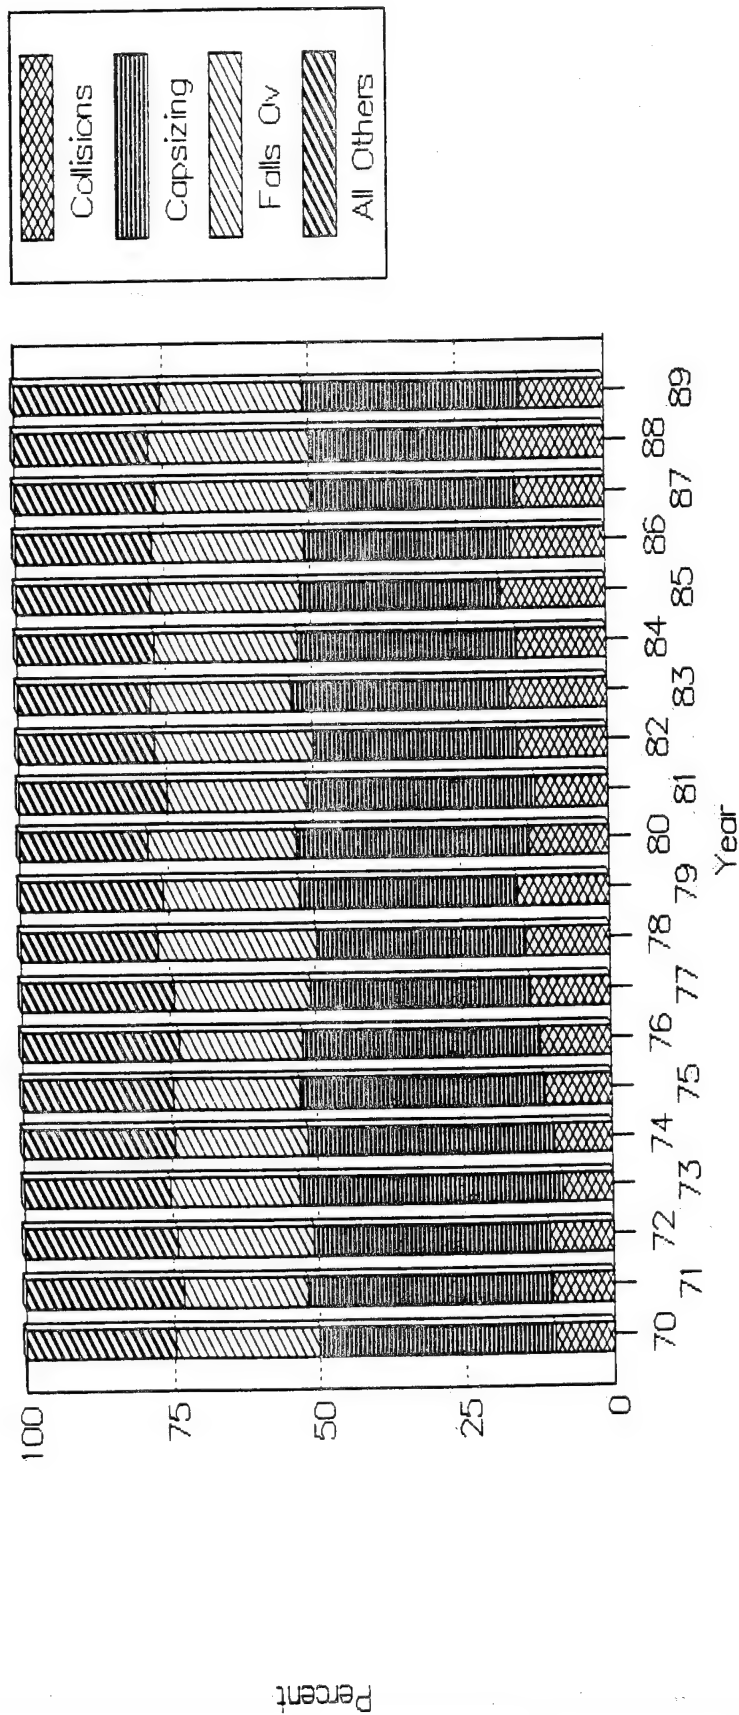 Collisions
Capsizing
Falls Ov
All Others
100
75
50
25
0
70 71 72 73 74 75 76 77 78 79 80 81 82 83 84 85 86 87 88 89
Year
Percent